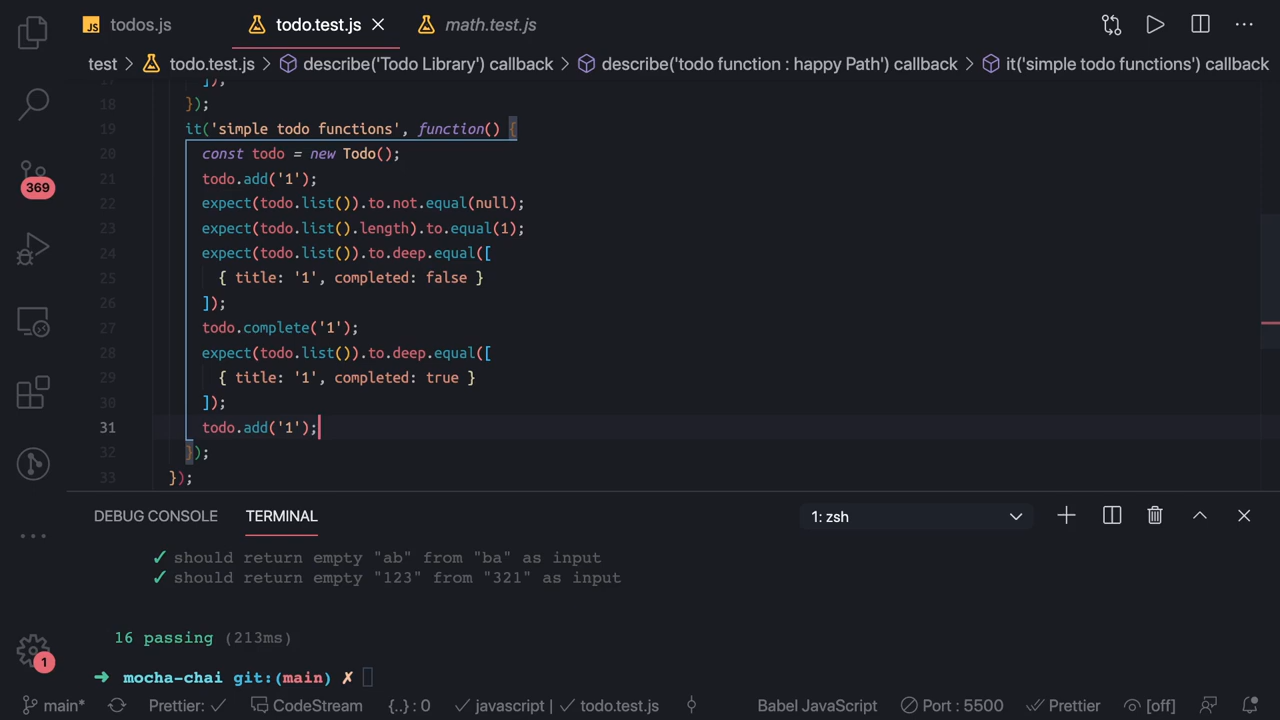 JS todos.js todo.test.js math.test.js
test > todo.test.js > describe('Todo Library') callback > describe('todo function : happy Path') callback > it('simple todo functions') callback
17 ]);
18 });
19 it('simple todo functions', function() {
20 const todo = new Todo();
21 todo.add('1');
22 expect(todo.list()).to.not.equal(null);
23 expect(todo.list().length).to.equal(1);
24 expect(todo.list()).to.deep.equal([
25 { title: '1', completed: false }
26 ]);
27 todo.complete('1');
28 expect(todo.list()).to.deep.equal([
29 { title: '1', completed: true }
30 ]);
31 todo.add('1');
32 });
33 });
369
DEBUG CONSOLE TERMINAL 1: zsh
✓ should return empty "ab" from "ba" as input
✓ should return empty "123" from "321" as input
16 passing (213ms)
➜ mocha-chai git:(main) ✗
1
main* Prettier: ✓ CodeStream {..} : 0 ✓ javascript | ✓ todo.test.js Babel JavaScript Port : 5500 Prettier [off]